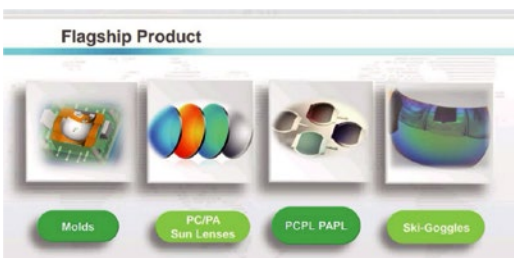 Flagship Product
Molds
PC/PA
Sun Lenses
PCPL PAPL
Ski-Goggles